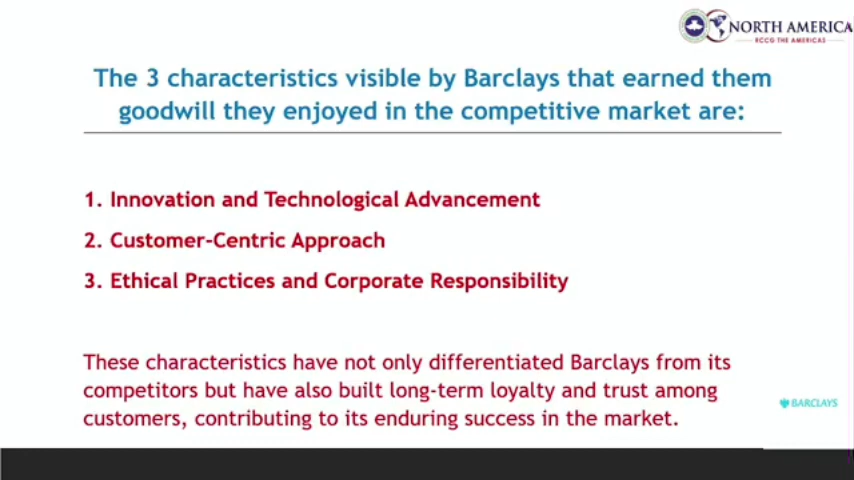 NORTH AMERICA
RCCG THE AMERICAS
The 3 characteristics visible by Barclays that earned them
goodwill they enjoyed in the competitive market are:
1. Innovation and Technological Advancement
2. Customer-Centric Approach
3. Ethical Practices and Corporate Responsibility
These characteristics have not only differentiated Barclays from its
competitors but have also built long-term loyalty and trust among
customers, contributing to its enduring success in the market.
BARCLAYS